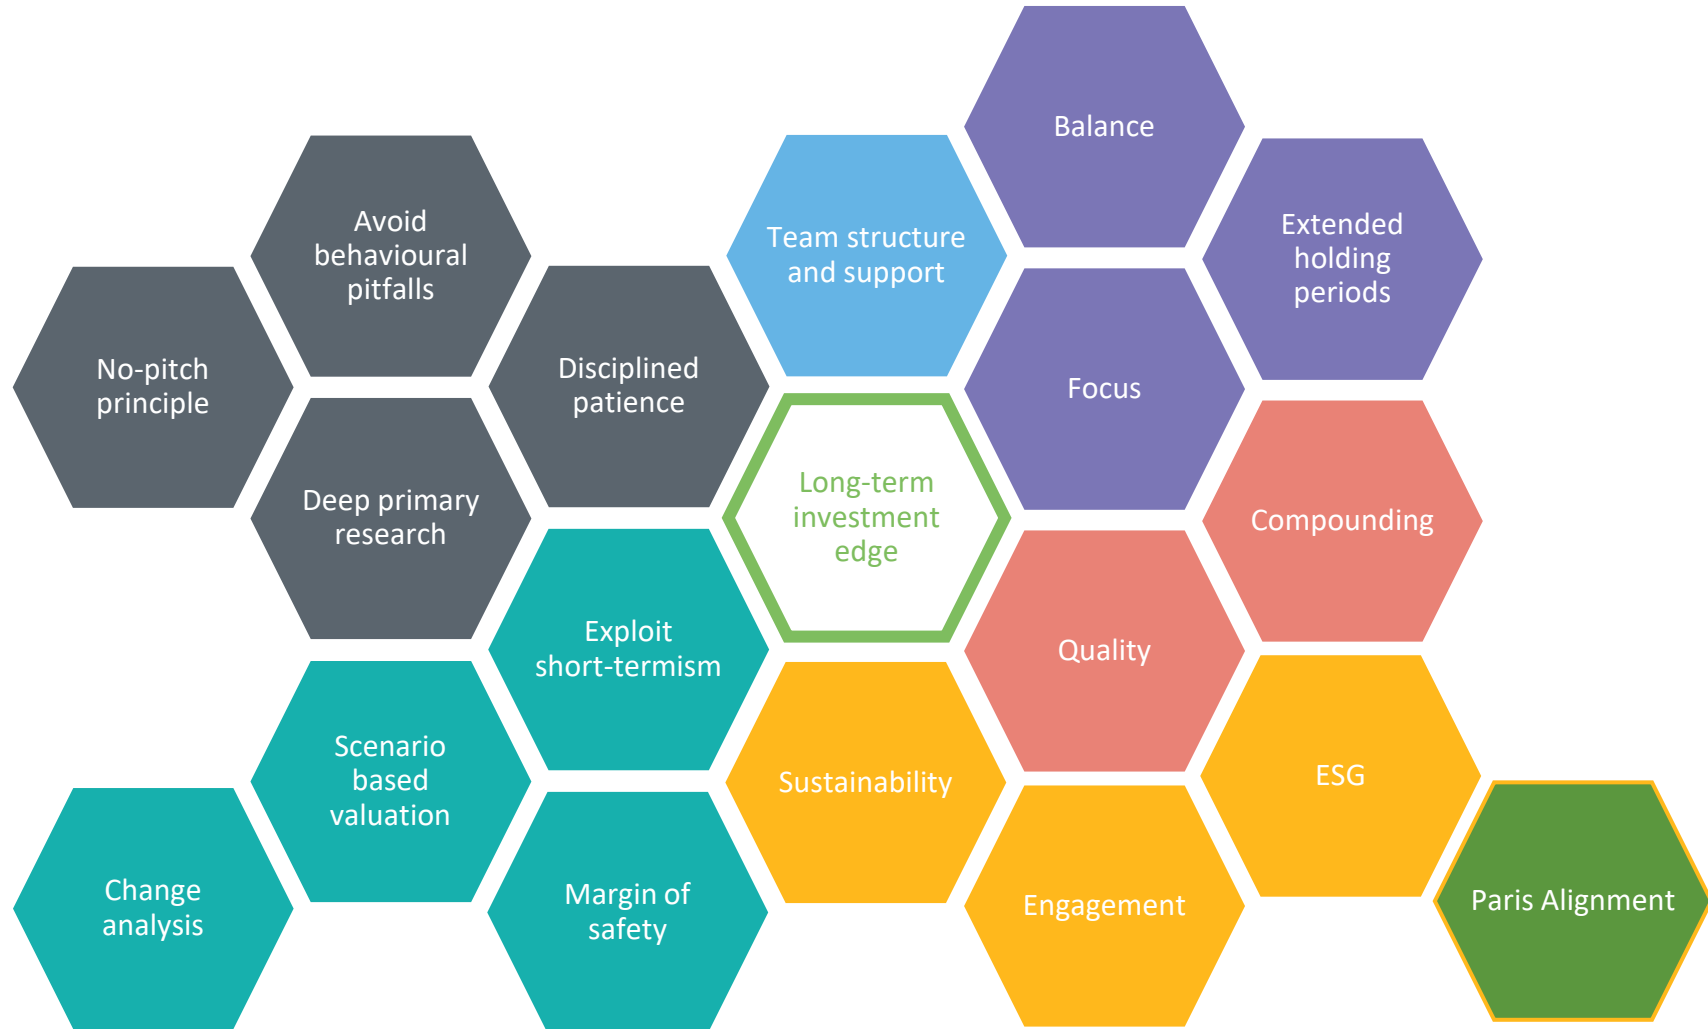 Balance
Avoid
behavioural
pitfalls
Team structure
and support
Extended
holding
periods
No-pitch
principle
Disciplined
patience
Focus
Deep primary
research
Long-term
investment
edge
Compounding
Exploit
short-termism
Quality
Scenario
based
valuation
Sustainability
ESG
Change
analysis
Margin of
safety
Engagement
Paris Alignment